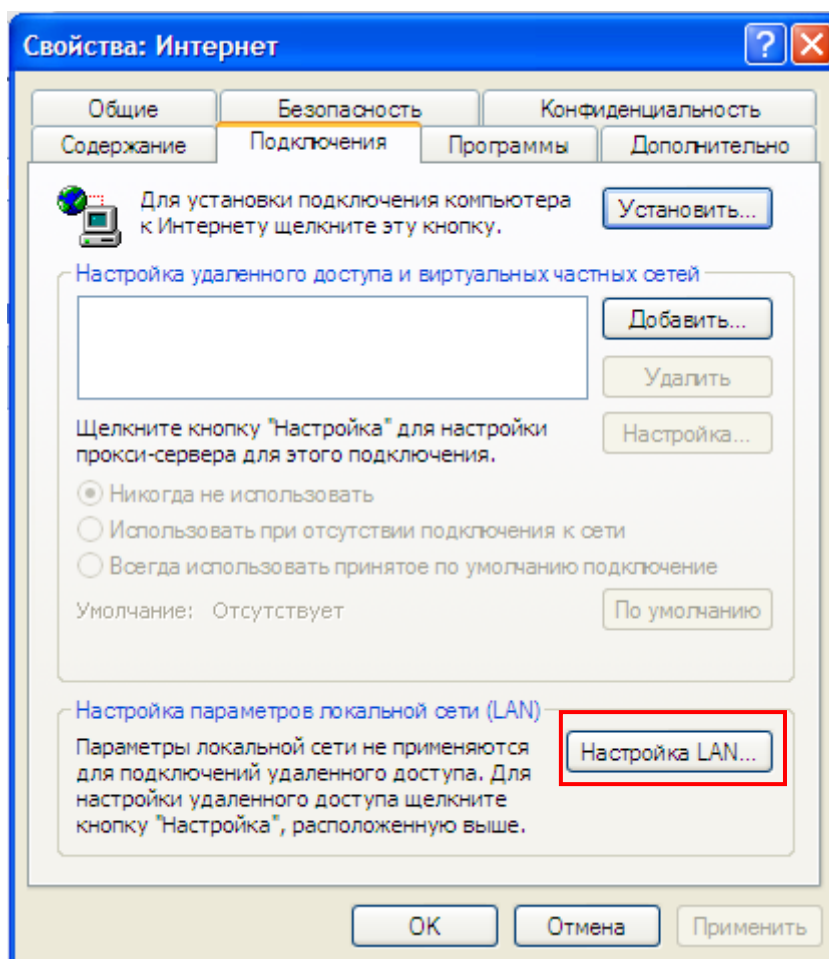 Свойства: Интернет
Общие Безопасность Конфиденциальность
Содержание Подключения Программы Дополнительно
Для установки подключения компьютера
к Интернету щелкните эту кнопку.
Установить...
Настройка удаленного доступа и виртуальных частных сетей
Добавить...
Удалить
Щелкните кнопку "Настройка" для настройки
прокси-сервера для этого подключения.
Настройка...
Никогда не использовать
Использовать при отсутствии подключения к сети
Всегда использовать принятое по умолчанию подключение
Умолчание: Отсутствует По умолчанию
Настройка параметров локальной сети (LAN)
Параметры локальной сети не применяются
для подключений удаленного доступа. Для
настройки удаленного доступа щелкните
кнопку "Настройка", расположенную выше.
Настройка LAN...
OK Отмена Применить